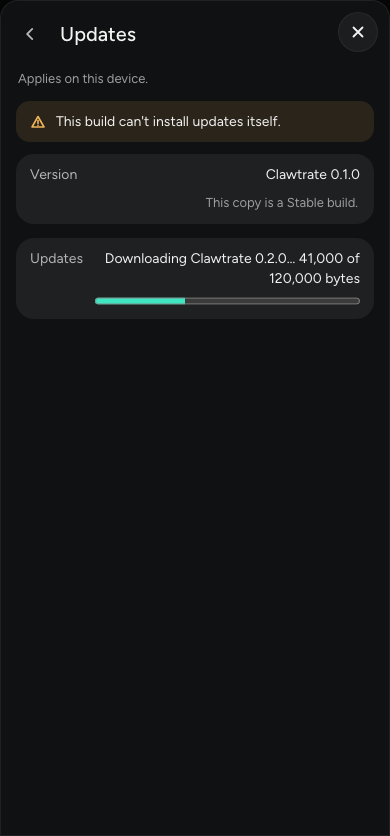 Updates
Applies on this device.
This build can't install updates itself.
Version
Clawtrate 0.1.0
This copy is a Stable build.
Updates
Downloading Clawtrate 0.2.0... 41,000 of
120,000 bytes